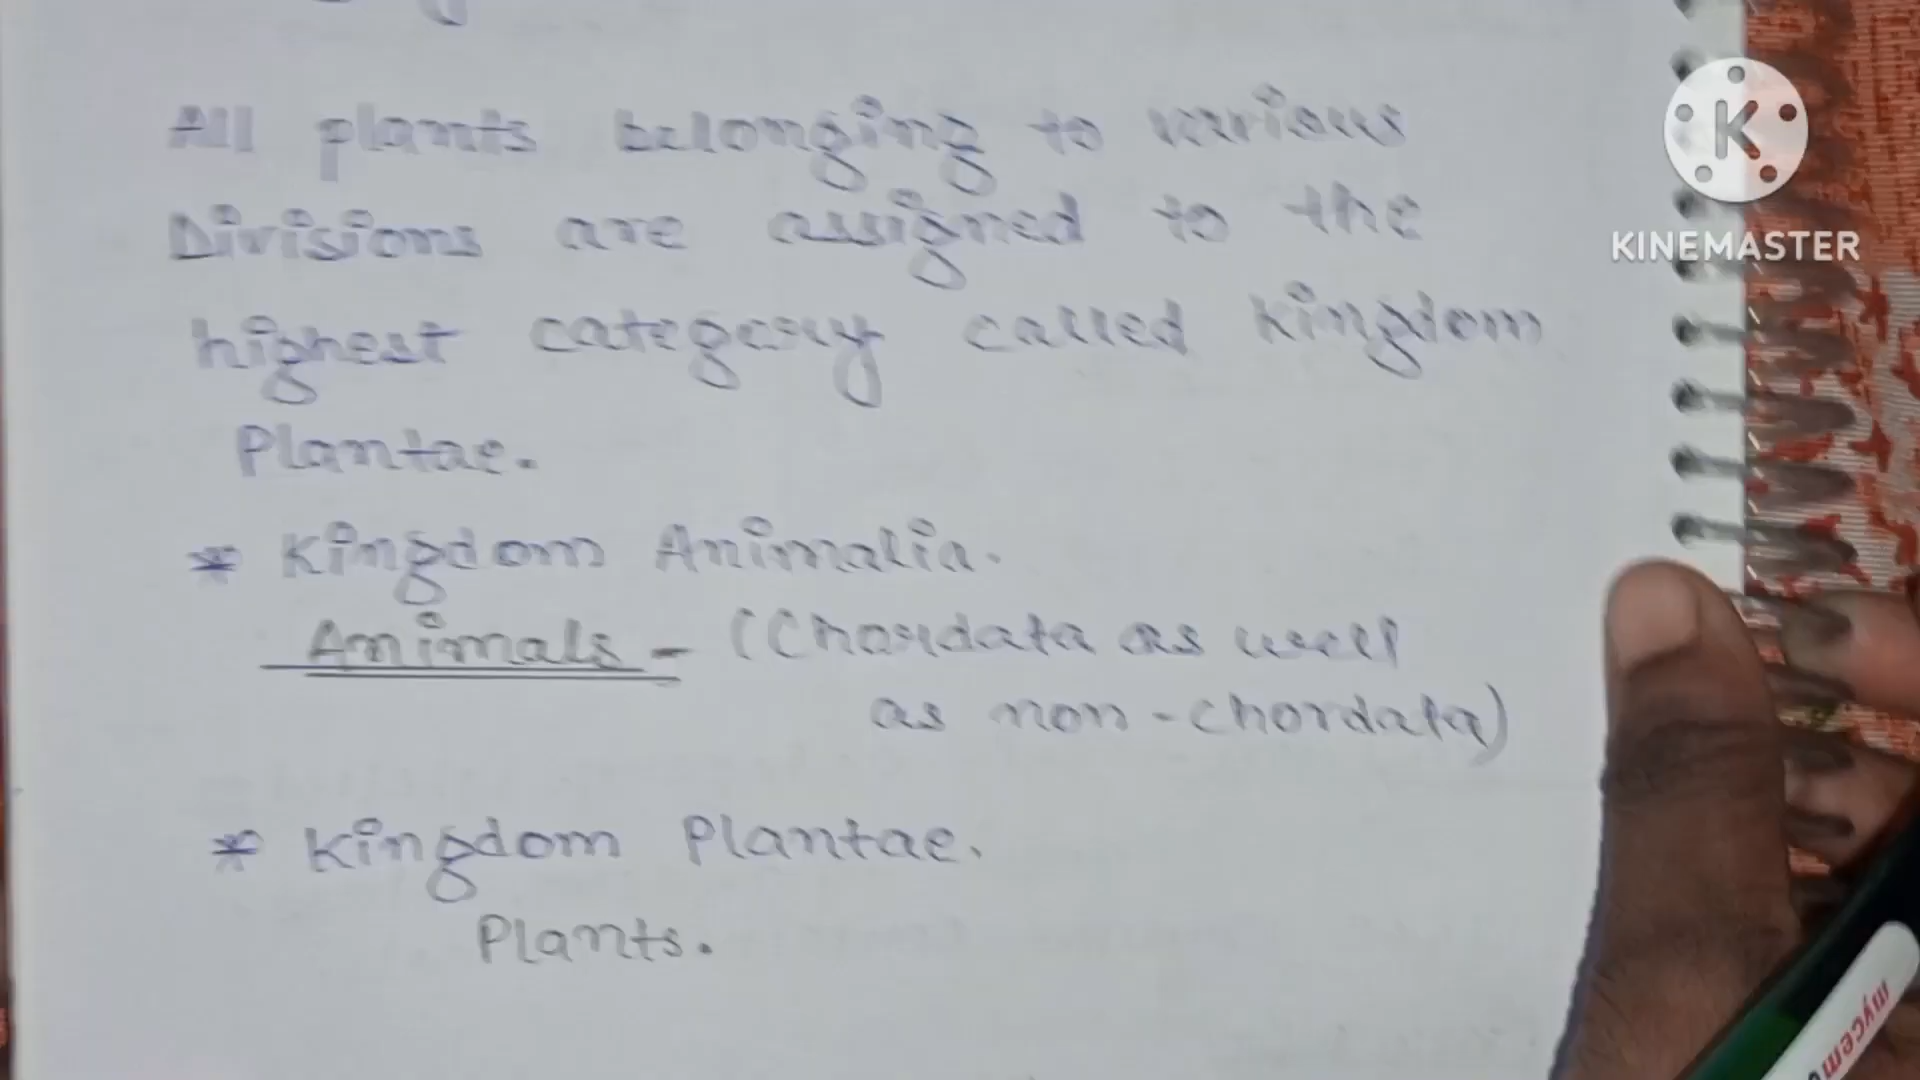 All plants belonging to various
Divisions are assigned to the
highest category called Kingdom
Plantae.
* Kingdom Animalia.
Animals - (Chordata as well
as non-chordata)
* Kingdom Plantae.
Plants.
KINEMASTER
mycem